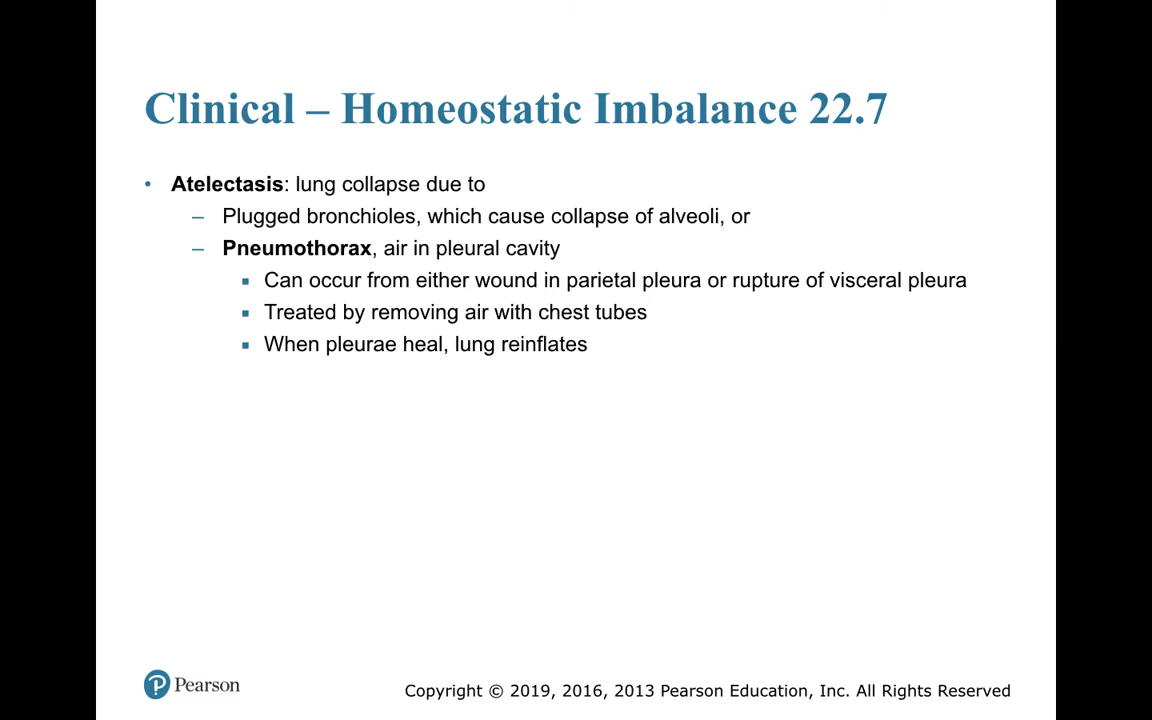 Clinical – Homeostatic Imbalance 22.7
• Atelectasis: lung collapse due to
– Plugged bronchioles, which cause collapse of alveoli, or
– Pneumothorax, air in pleural cavity
▪ Can occur from either wound in parietal pleura or rupture of visceral pleura
▪ Treated by removing air with chest tubes
▪ When pleurae heal, lung reinflates
Pearson
Copyright © 2019, 2016, 2013 Pearson Education, Inc. All Rights Reserved